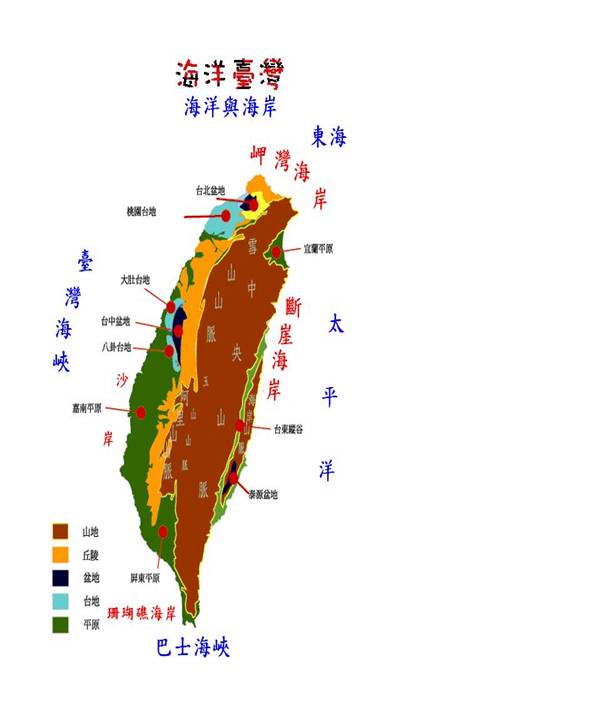 海洋臺灣
海洋與海岸
東海
岬灣海岸
台北盆地
桃園台地
宜蘭平原
雪山山脈
中央山脈
臺灣海峽
大肚台地
台中盆地
八卦台地
斷崖海岸
太平洋
沙岸
玉山山脈
阿里山山脈
海岸山脈
嘉南平原
台東縱谷
泰源盆地
山地
丘陵
盆地
台地
平原
屏東平原
珊瑚礁海岸
巴士海峽